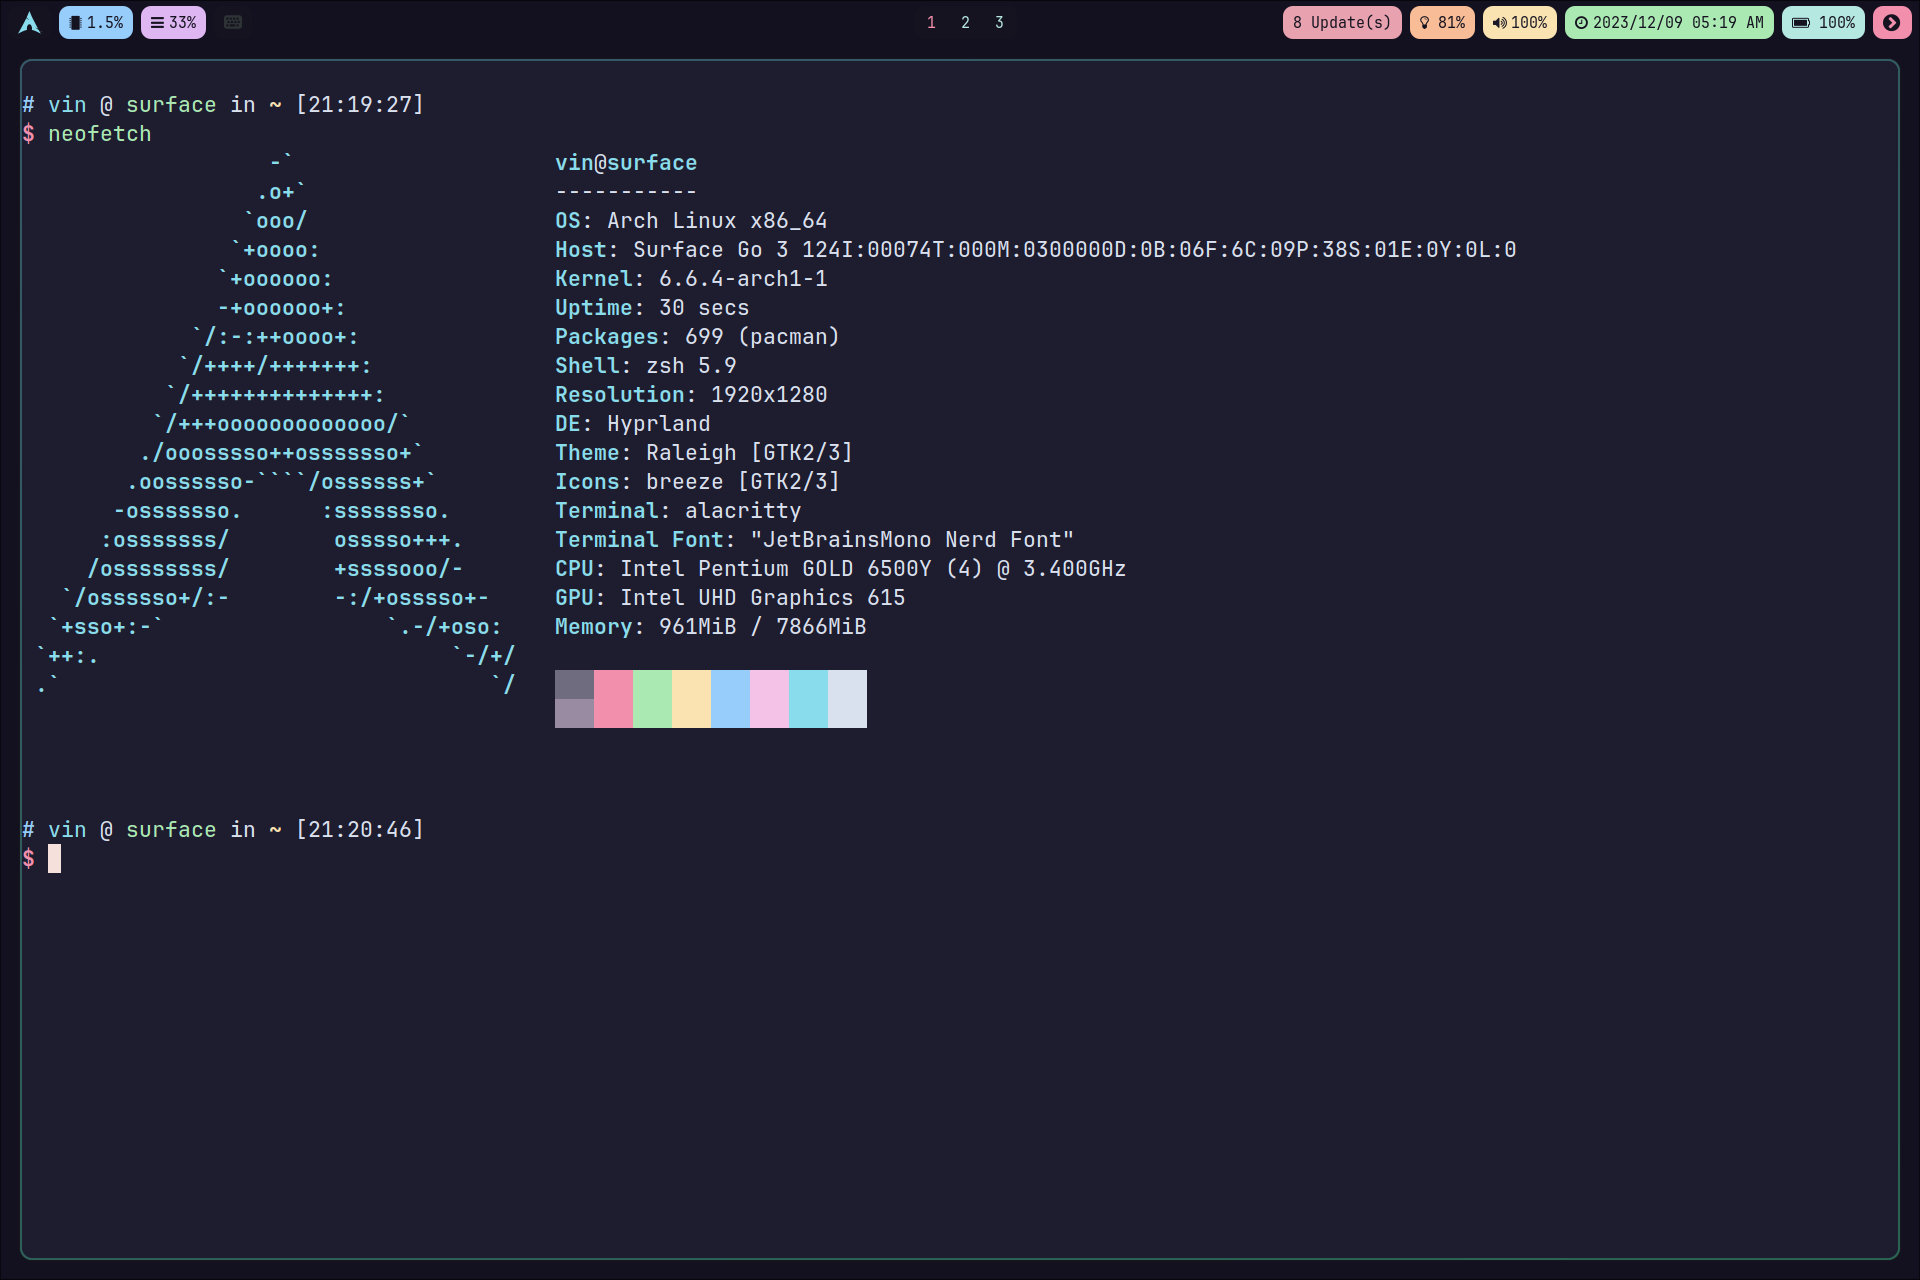 1.5% 33% 1 2 3 8 Update(s) 81% 100% 2023/12/09 05:19 AM 100%
# vin @ surface in ~ [21:19:27]
$ neofetch
                   -`                    vin@surface
                  .o+`                   -----------
                 `ooo/                   OS: Arch Linux x86_64
                `+oooo:                  Host: Surface Go 3 124I:00074T:000M:0300000D:0B:06F:6C:09P:38S:01E:0Y:0L:0
               `+oooooo:                 Kernel: 6.6.4-arch1-1
               -+oooooo+:                Uptime: 30 secs
             `/:-:++oooo+:               Packages: 699 (pacman)
            `/++++/+++++++:              Shell: zsh 5.9
           `/++++++++++++++:             Resolution: 1920x1280
          `/+++ooooooooooooo/`           DE: Hyprland
         ./ooosssso++osssssso+`          Theme: Raleigh [GTK2/3]
        .oossssso-````/ossssss+`         Icons: breeze [GTK2/3]
       -osssssso.      :ssssssso.        Terminal: alacritty
      :osssssss/        osssso+++.       Terminal Font: "JetBrainsMono Nerd Font"
     /ossssssss/        +ssssooo/-       CPU: Intel Pentium GOLD 6500Y (4) @ 3.400GHz
   `/ossssso+/:-        -:/+osssso+-     GPU: Intel UHD Graphics 615
  `+sso+:-`                 `.-/+oso:    Memory: 961MiB / 7866MiB
 `++:.                           `-/+/
 .`                                 `/
# vin @ surface in ~ [21:20:46]
$